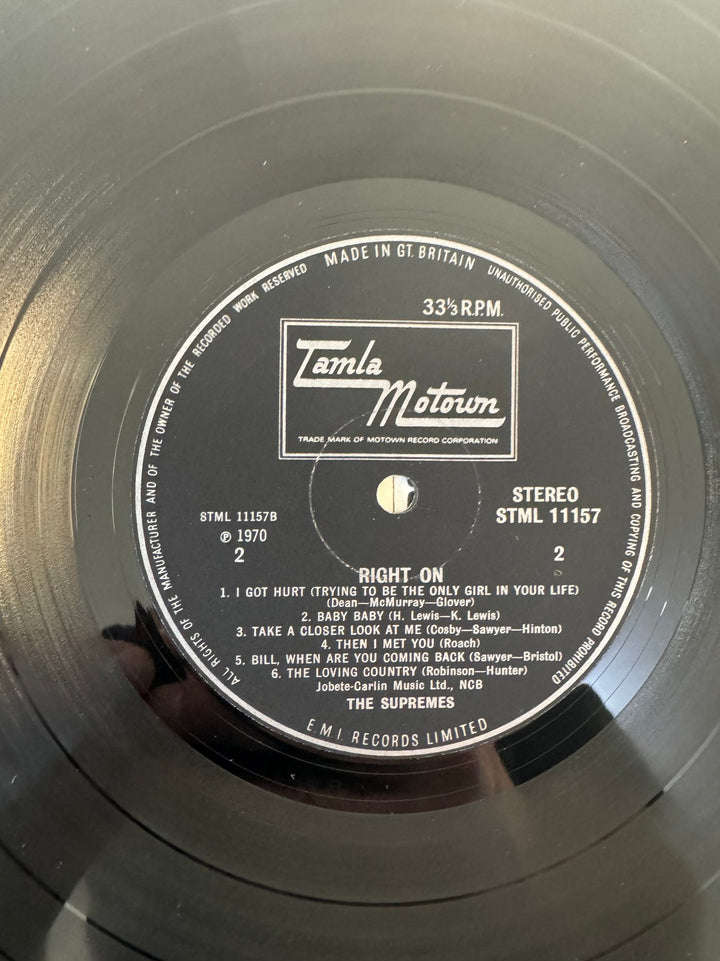 MADE IN GT. BRITAIN
UNAUTHORISED PUBLIC PERFORMANCE BROADCASTING AND COPYING OF THIS RECORD PROHIBITED
ALL RIGHTS OF THE MANUFACTURER AND OF THE OWNER OF THE RECORDED WORK RESERVED
33⅓ R.P.M.
Tamla
Motown
TRADE MARK OF MOTOWN RECORD CORPORATION
STML 11157B
℗ 1970
2
STEREO
STML 11157
2
RIGHT ON
1. I GOT HURT (TRYING TO BE THE ONLY GIRL IN YOUR LIFE)
(Dean—McMurray—Glover)
2. BABY BABY (H. Lewis—K. Lewis)
3. TAKE A CLOSER LOOK AT ME (Cosby—Sawyer—Hinton)
4. THEN I MET YOU (Roach)
5. BILL, WHEN ARE YOU COMING BACK (Sawyer—Bristol)
6. THE LOVING COUNTRY (Robinson—Hunter)
Jobete-Carlin Music Ltd., NCB
THE SUPREMES
E.M.I. RECORDS LIMITED